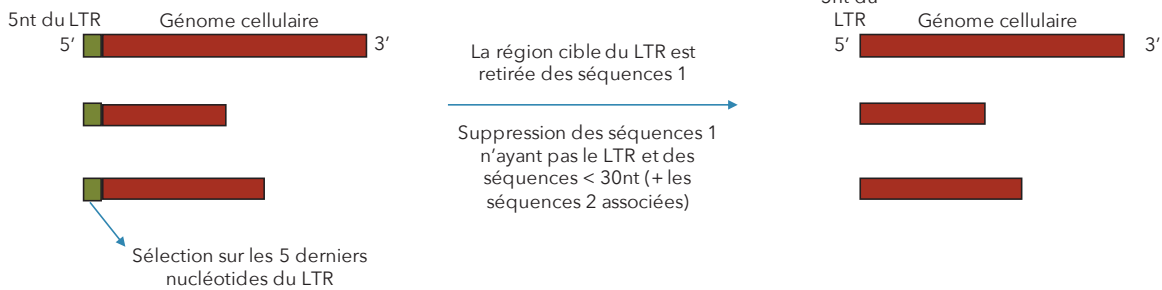 5nt du LTR
Génome cellulaire
5'
3'
La région cible du LTR est
retirée des séquences 1
Suppression des séquences 1
n'ayant pas le LTR et des
séquences < 30nt (+ les
séquences 2 associées)
Sélection sur les 5 derniers
nucléotides du LTR
LTR
Génome cellulaire
5'
3'